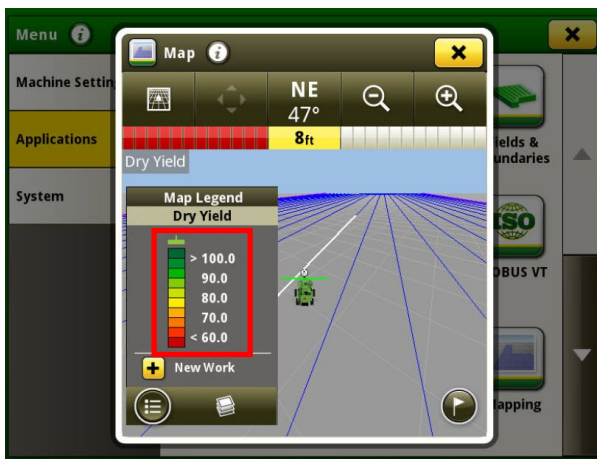 Menu
Map
Machine Settin
NE
47°
8ft
Applications
ields &
undaries
Dry Yield
System
Map Legend
Dry Yield
ISO
> 100.0
90.0
80.0
70.0
< 60.0
OBUS VT
New Work
apping